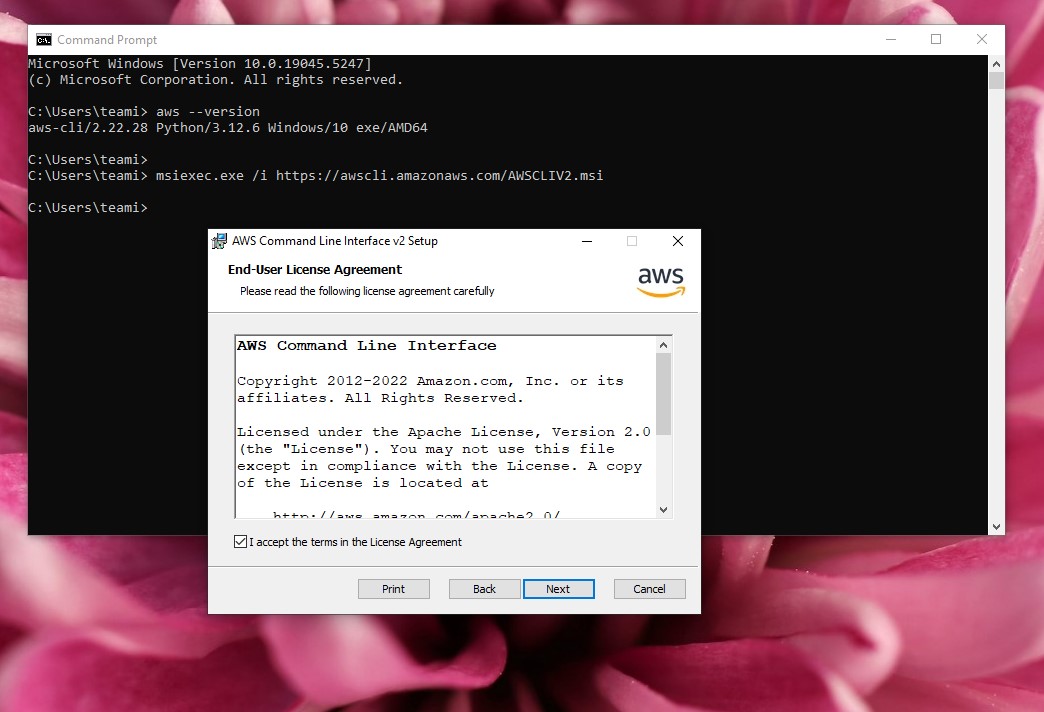 Command Prompt
Microsoft Windows [Version 10.0.19045.5247]
(c) Microsoft Corporation. All rights reserved.
C:\Users\teami> aws --version
aws-cli/2.22.28 Python/3.12.6 Windows/10 exe/AMD64
C:\Users\teami>
C:\Users\teami> msiexec.exe /i https://awscli.amazonaws.com/AWSCLIV2.msi
C:\Users\teami>
AWS Command Line Interface v2 Setup
End-User License Agreement
Please read the following license agreement carefully
aws
AWS Command Line Interface
Copyright 2012-2022 Amazon.com, Inc. or its
affiliates. All Rights Reserved.
Licensed under the Apache License, Version 2.0
(the "License"). You may not use this file
except in compliance with the License. A copy
of the License is located at
http://aws.amazon.com/apache2.0/
I accept the terms in the License Agreement
Print Back Next Cancel